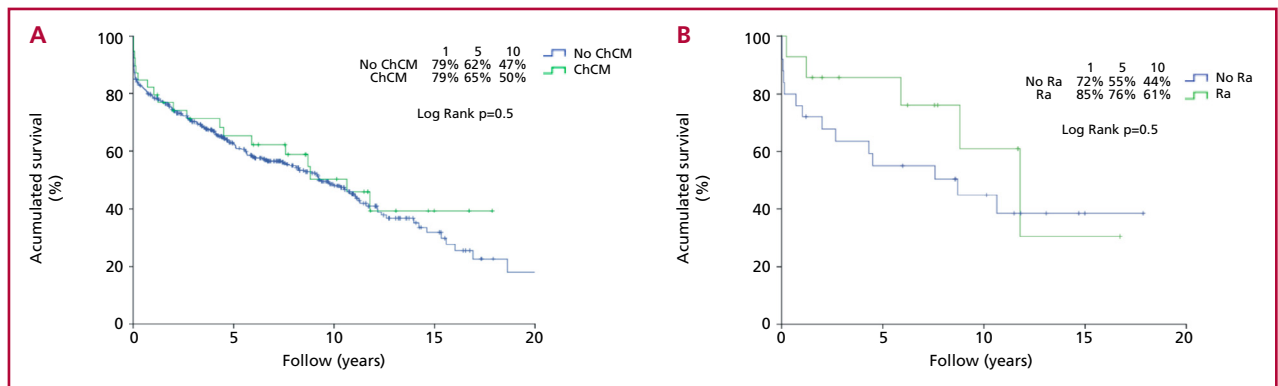 A
100
80
60
40
20
0
Acumulated survival
(%)
0 5 10 15 20
Follow (years)
1 5 10
No ChCM 79% 62% 47%
ChCM 79% 65% 50%
No ChCM
ChCM
Log Rank p=0.5
B
100
80
60
40
20
0
Acumulated survival
(%)
0 5 10 15 20
Follow (years)
1 5 10
No Ra 72% 55% 44%
Ra 85% 76% 61%
No Ra
Ra
Log Rank p=0.5